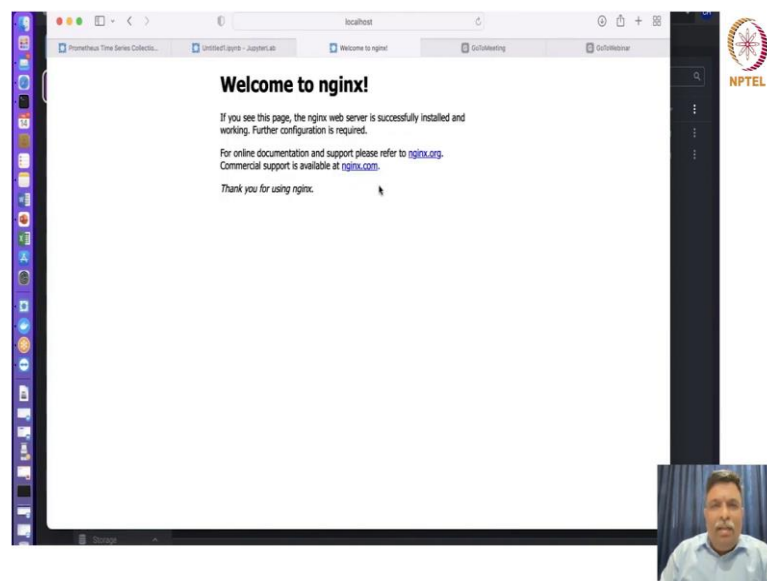 localhost
Prometheus Time Series Collectio...
Untitled1.ipynb - JupyterLab
Welcome to nginx!
GoToMeeting
GoToWebinar
NPTEL
Welcome to nginx!
If you see this page, the nginx web server is successfully installed and
working. Further configuration is required.
For online documentation and support please refer to nginx.org.
Commercial support is available at nginx.com.
Thank you for using nginx.
14
Storage